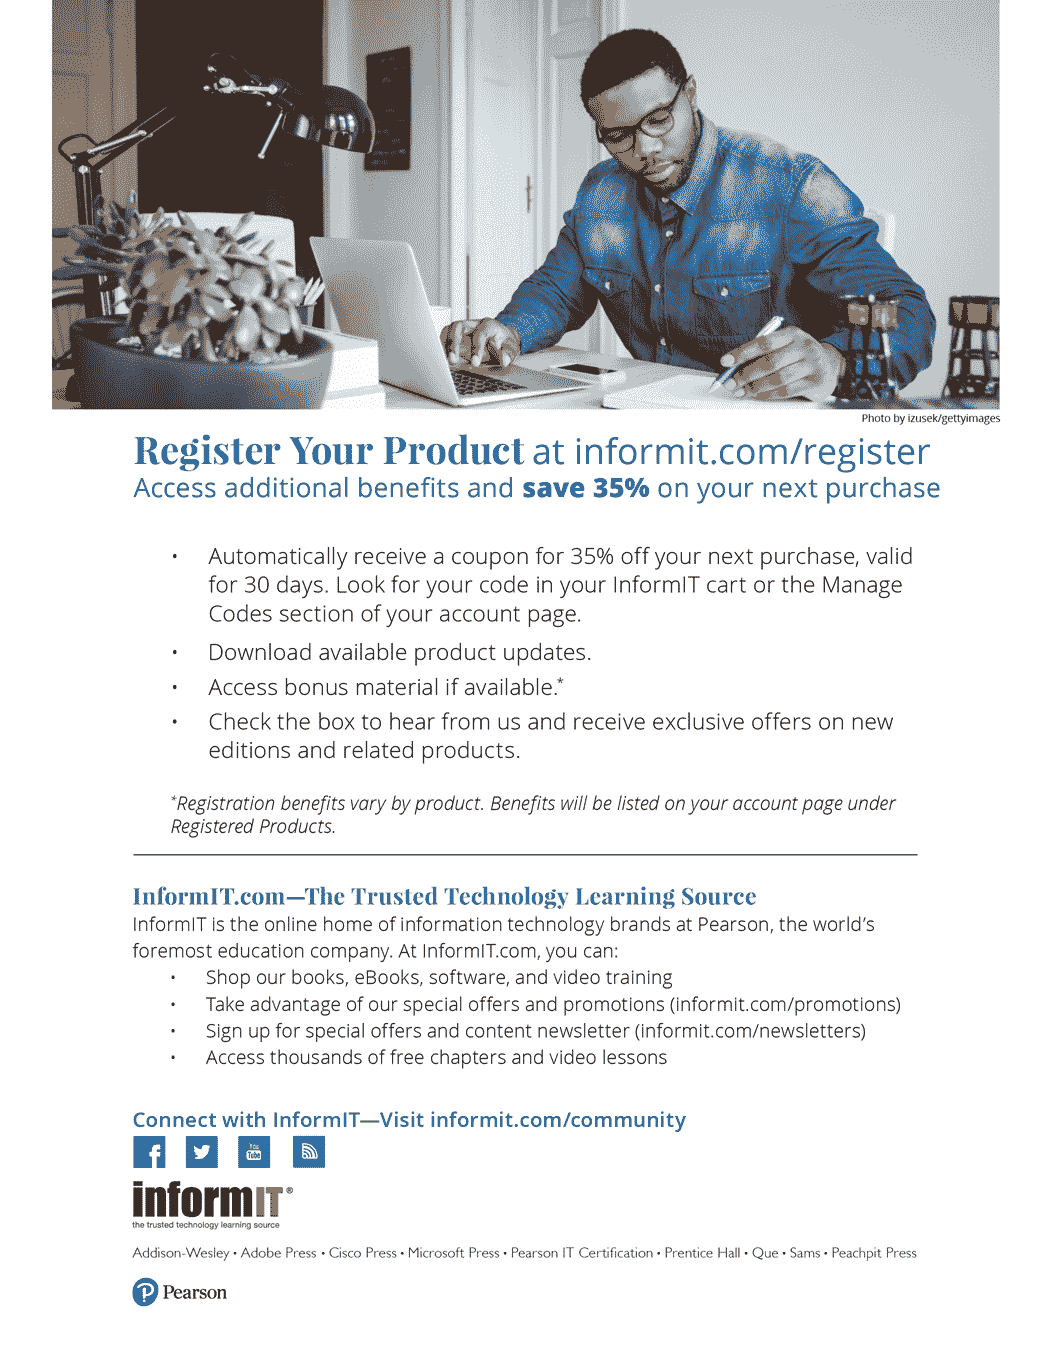 Photo by izusek/gettyimages
Register Your Product at informit.com/register
Access additional benefits and save 35% on your next purchase
• Automatically receive a coupon for 35% off your next purchase, valid
for 30 days. Look for your code in your InformIT cart or the Manage
Codes section of your account page.
• Download available product updates.
• Access bonus material if available.*
• Check the box to hear from us and receive exclusive offers on new
editions and related products.
*Registration benefits vary by product. Benefits will be listed on your account page under
Registered Products.
InformIT.com—The Trusted Technology Learning Source
InformIT is the online home of information technology brands at Pearson, the world's
foremost education company. At InformIT.com, you can:
• Shop our books, eBooks, software, and video training
• Take advantage of our special offers and promotions (informit.com/promotions)
• Sign up for special offers and content newsletter (informit.com/newsletters)
• Access thousands of free chapters and video lessons
Connect with InformIT—Visit informit.com/community
You Tube
informIT®
the trusted technology learning source
Addison-Wesley • Adobe Press • Cisco Press • Microsoft Press • Pearson IT Certification • Prentice Hall • Que • Sams • Peachpit Press
Pearson